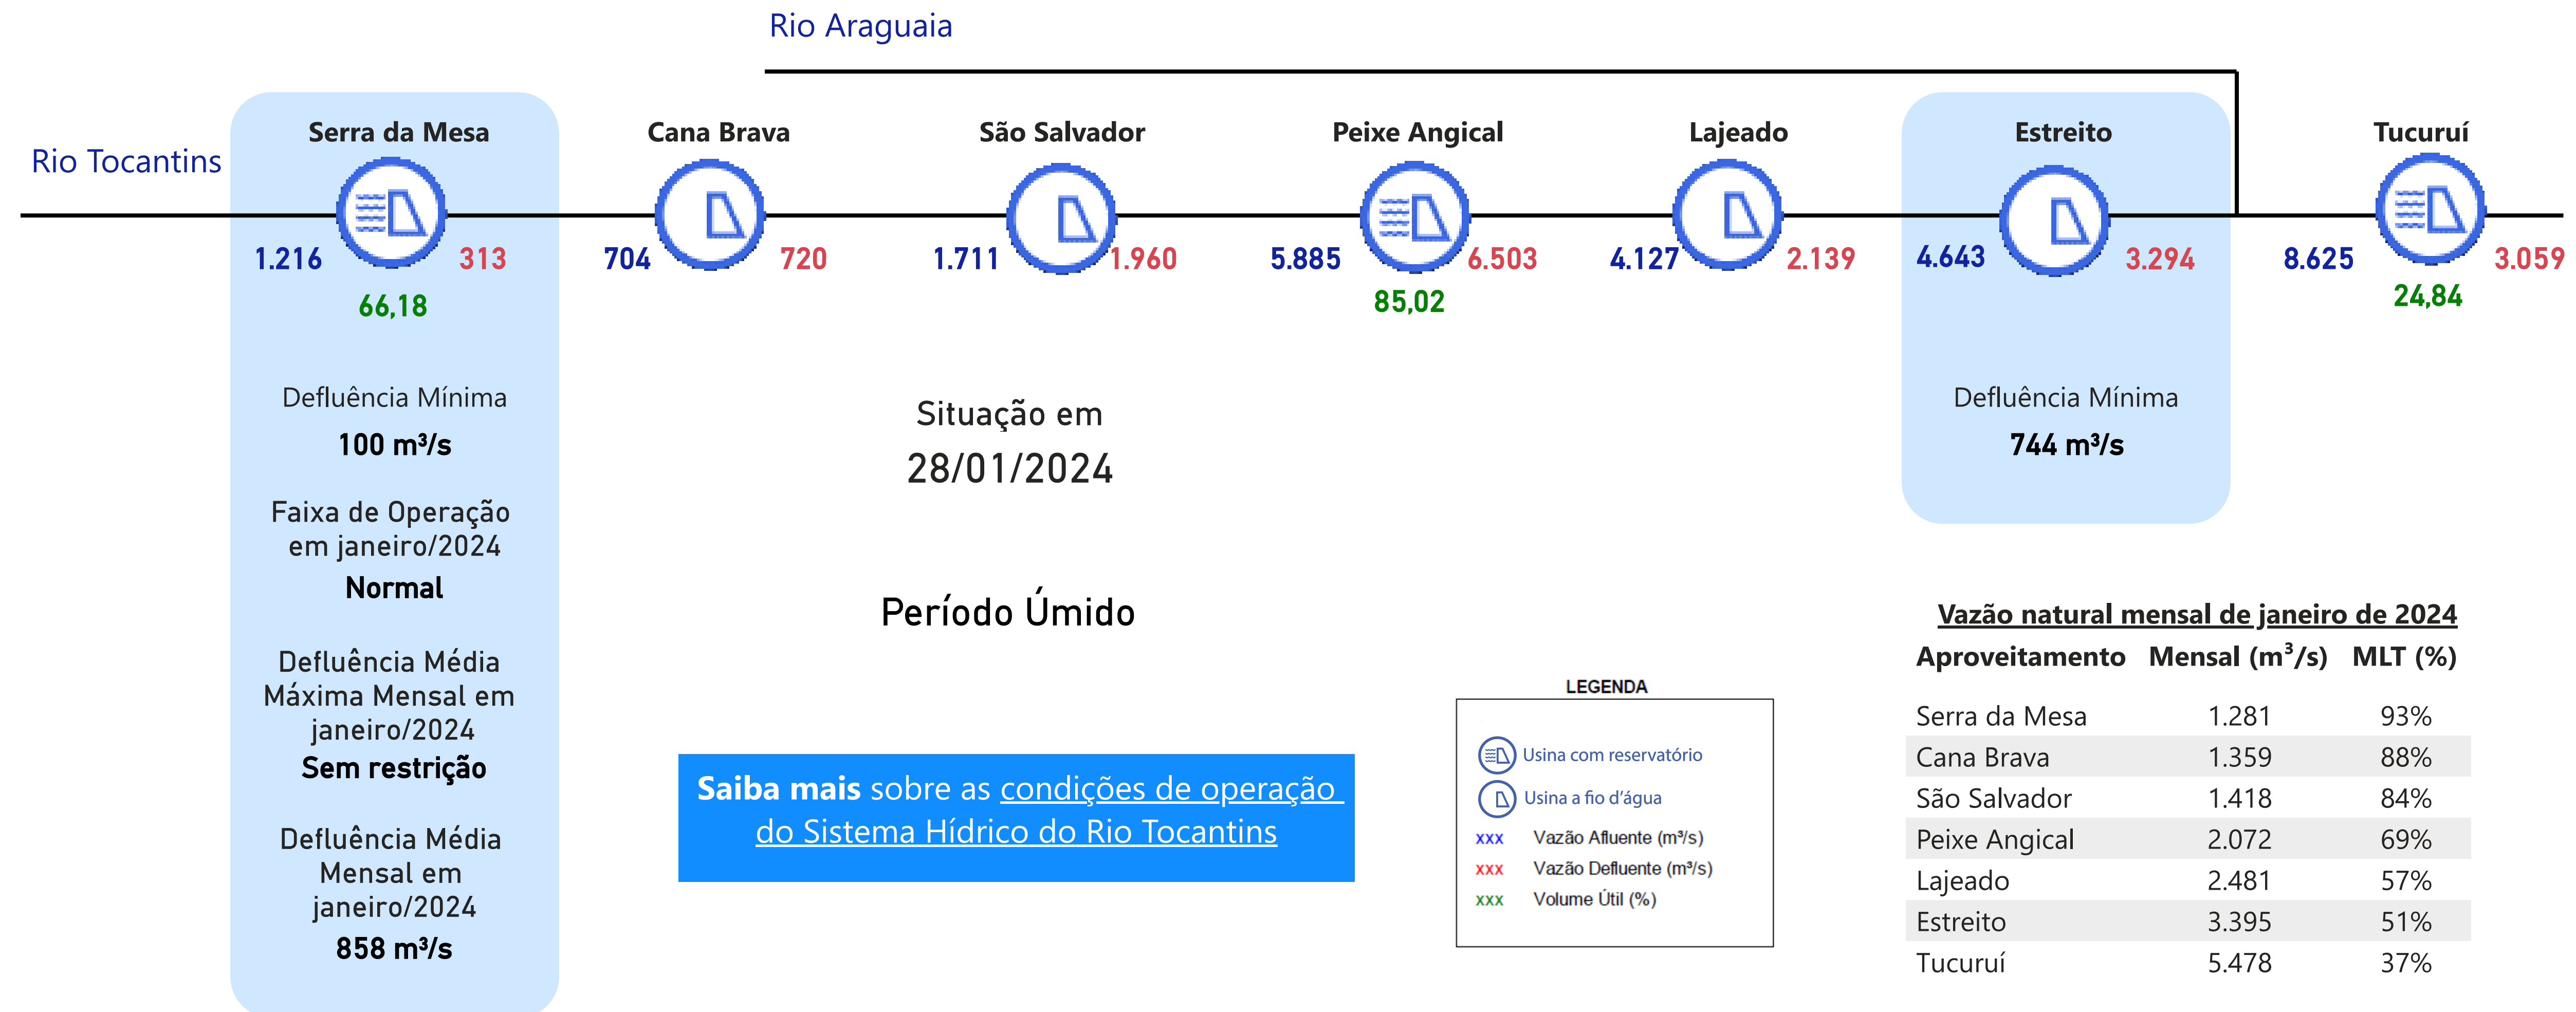 Rio Araguaia
Rio Tocantins
Serra da Mesa
Cana Brava
São Salvador
Peixe Angical
Lajeado
Estreito
Tucuruí
1.216 313
704 720
1.711 1.960
5.885 6.503
4.127 2.139
4.643 3.294
8.625 3.059
66,18
85,02
24,84
Defluência Mínima
100 m³/s
Faixa de Operação
em janeiro/2024
Normal
Defluência Média
Máxima Mensal em
janeiro/2024
Sem restrição
Defluência Média
Mensal em
janeiro/2024
858 m³/s
Situação em
28/01/2024
Período Úmido
Saiba mais sobre as condições de operação
do Sistema Hídrico do Rio Tocantins
Defluência Mínima
744 m³/s
LEGENDA
Usina com reservatório
Usina a fio d'água
xxx Vazão Afluente (m³/s)
xxx Vazão Defluente (m³/s)
xxx Volume Útil (%)
Vazão natural mensal de janeiro de 2024
Aproveitamento Mensal (m³/s) MLT (%)
Serra da Mesa 1.281 93%
Cana Brava 1.359 88%
São Salvador 1.418 84%
Peixe Angical 2.072 69%
Lajeado 2.481 57%
Estreito 3.395 51%
Tucuruí 5.478 37%